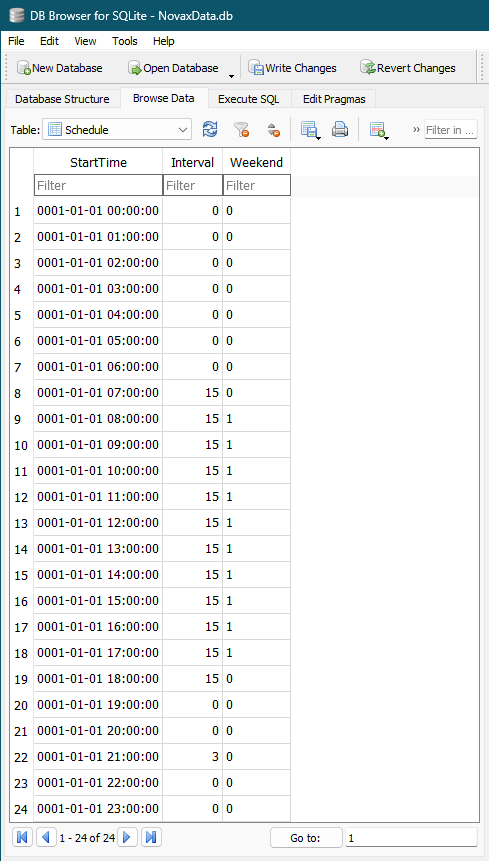 DB Browser for SQLite - NovaxData.db
File Edit View Tools Help
New Database Open Database Write Changes Revert Changes
Database Structure Browse Data Execute SQL Edit Pragmas
Table: Schedule » Filter in ...
StartTime Interval Weekend
Filter Filter Filter
1 0001-01-01 00:00:00 0 0
2 0001-01-01 01:00:00 0 0
3 0001-01-01 02:00:00 0 0
4 0001-01-01 03:00:00 0 0
5 0001-01-01 04:00:00 0 0
6 0001-01-01 05:00:00 0 0
7 0001-01-01 06:00:00 0 0
8 0001-01-01 07:00:00 15 0
9 0001-01-01 08:00:00 15 1
10 0001-01-01 09:00:00 15 1
11 0001-01-01 10:00:00 15 1
12 0001-01-01 11:00:00 15 1
13 0001-01-01 12:00:00 15 1
14 0001-01-01 13:00:00 15 1
15 0001-01-01 14:00:00 15 1
16 0001-01-01 15:00:00 15 1
17 0001-01-01 16:00:00 15 1
18 0001-01-01 17:00:00 15 1
19 0001-01-01 18:00:00 15 0
20 0001-01-01 19:00:00 0 0
21 0001-01-01 20:00:00 0 0
22 0001-01-01 21:00:00 3 0
23 0001-01-01 22:00:00 0 0
24 0001-01-01 23:00:00 0 0
1 - 24 of 24 Go to: 1